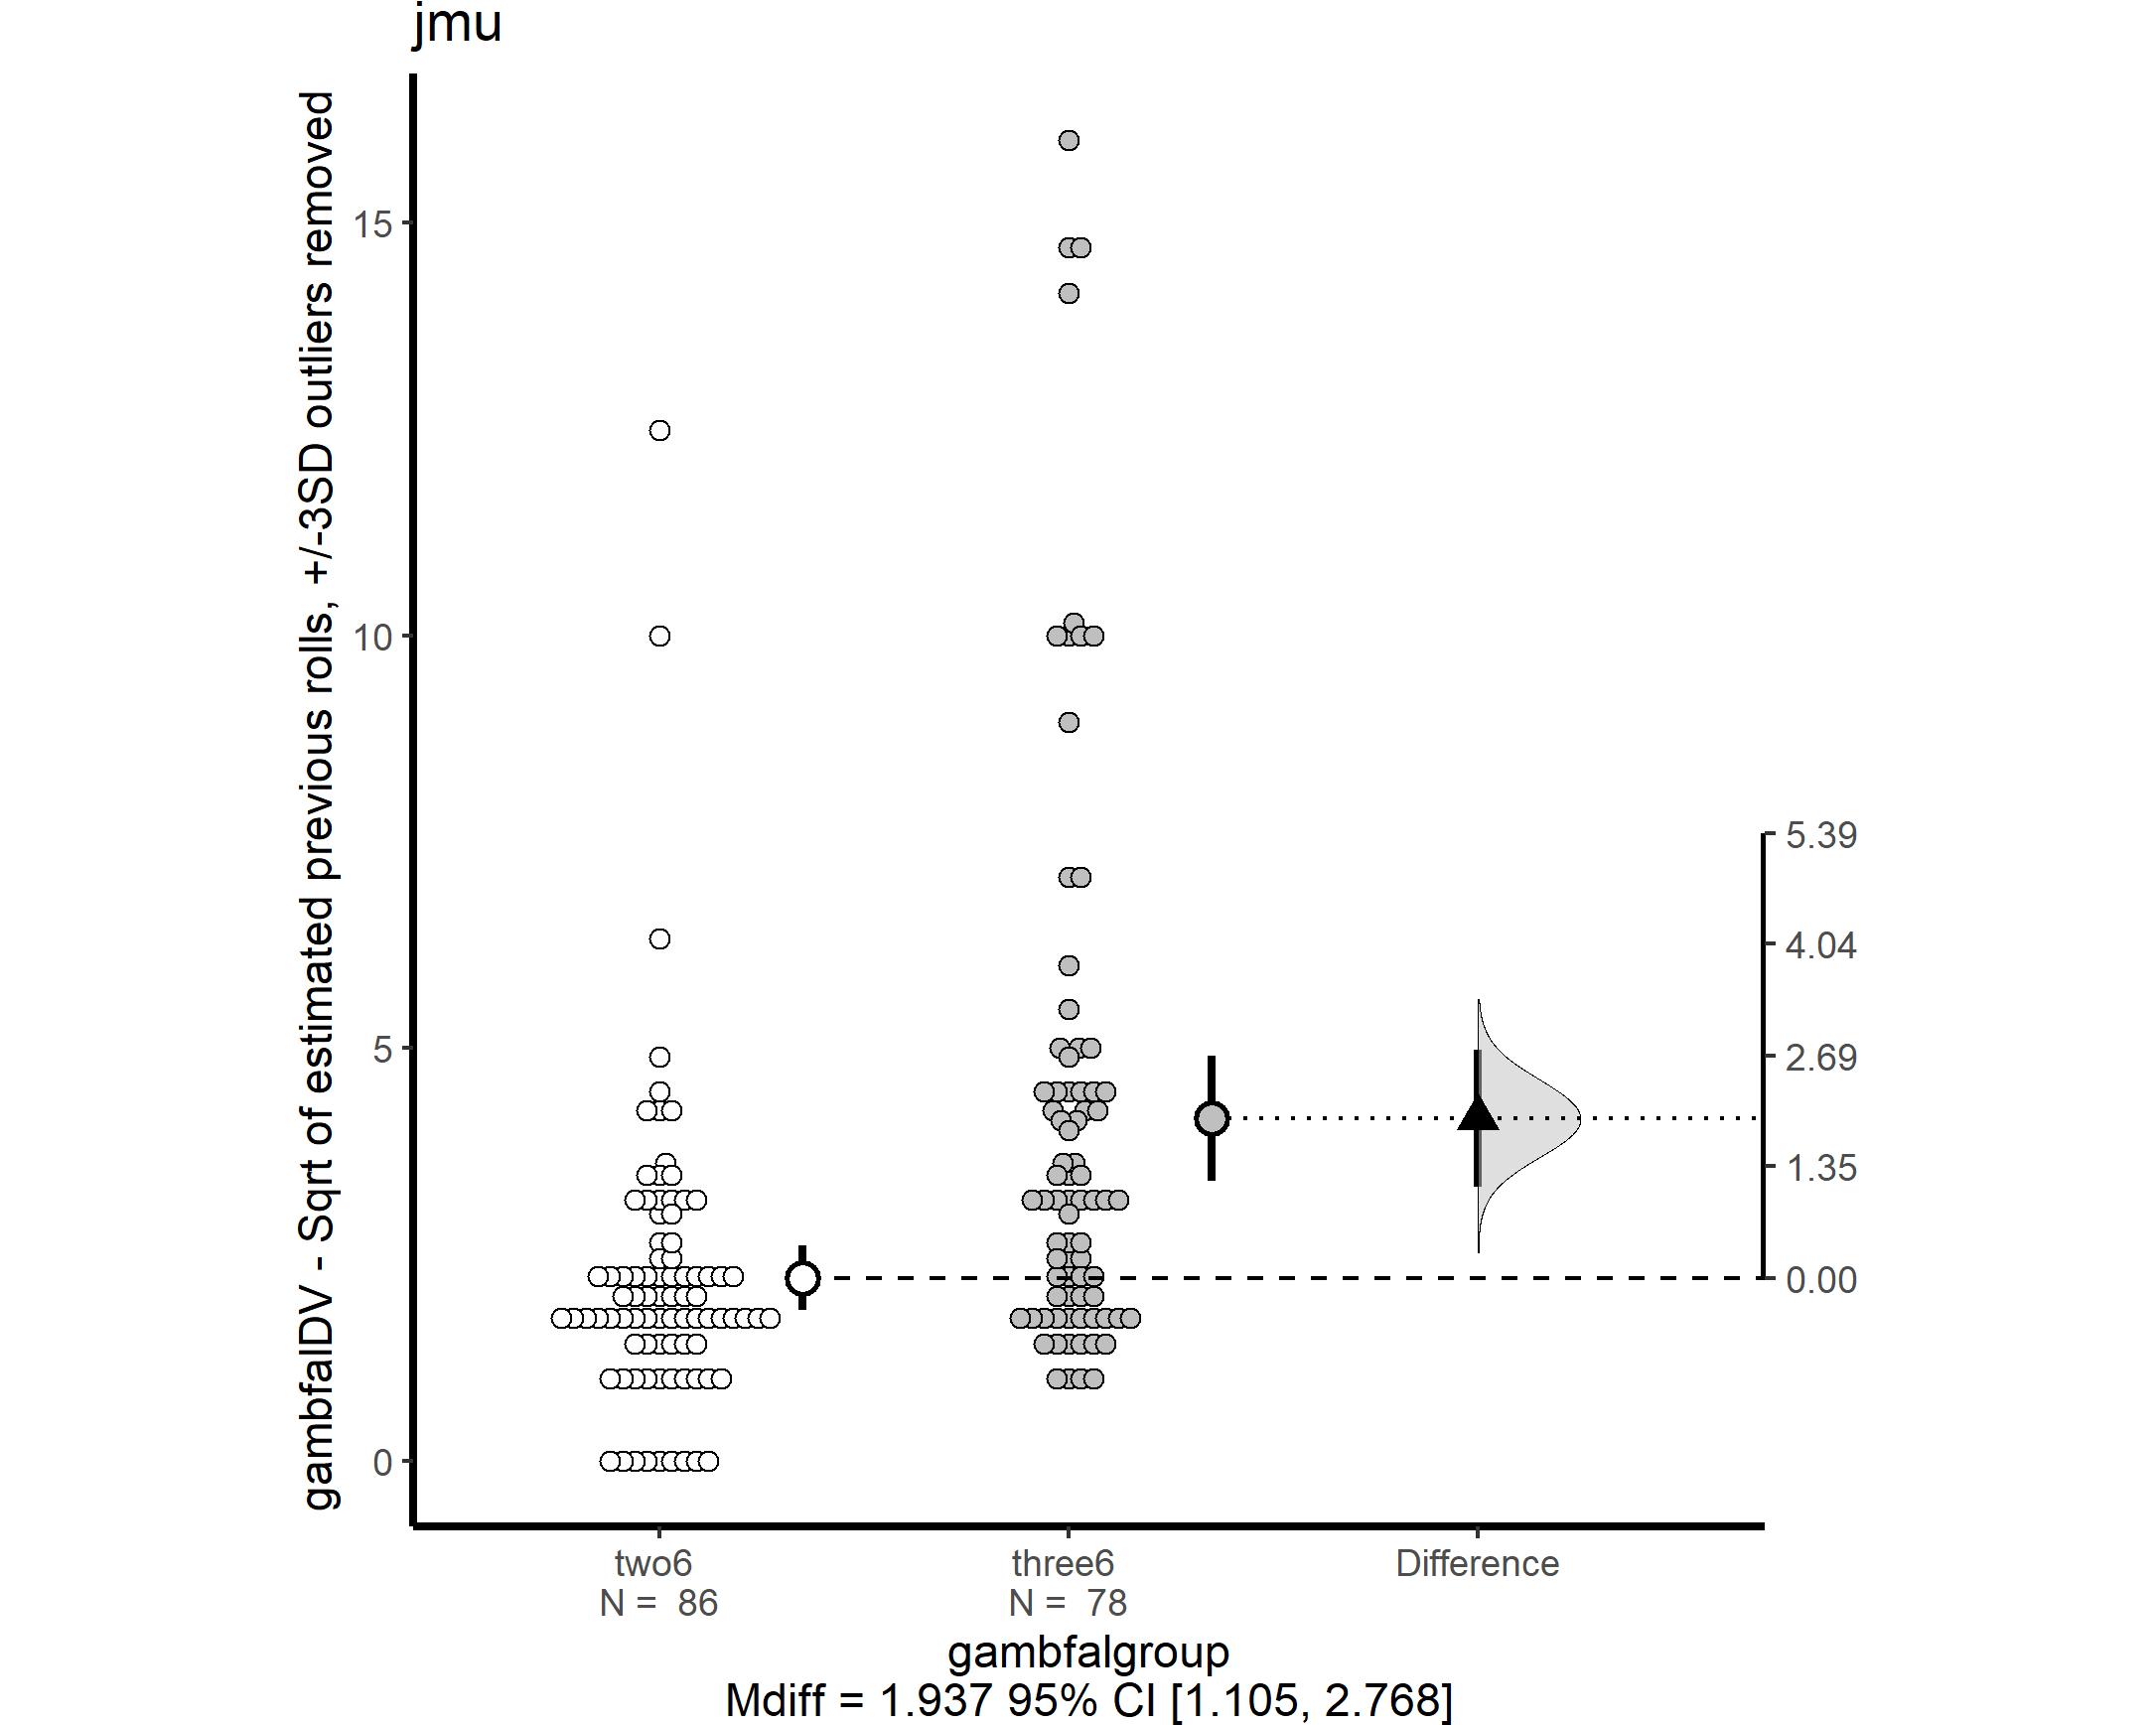 jmu
gambfalDV - Sqrt of estimated previous rolls, +/-3SD outliers removed
15
10
5
0
5.39
4.04
2.69
1.35
0.00
two6
N =  86
three6
N =  78
Difference
gambfalgroup
Mdiff = 1.937 95% CI [1.105, 2.768]